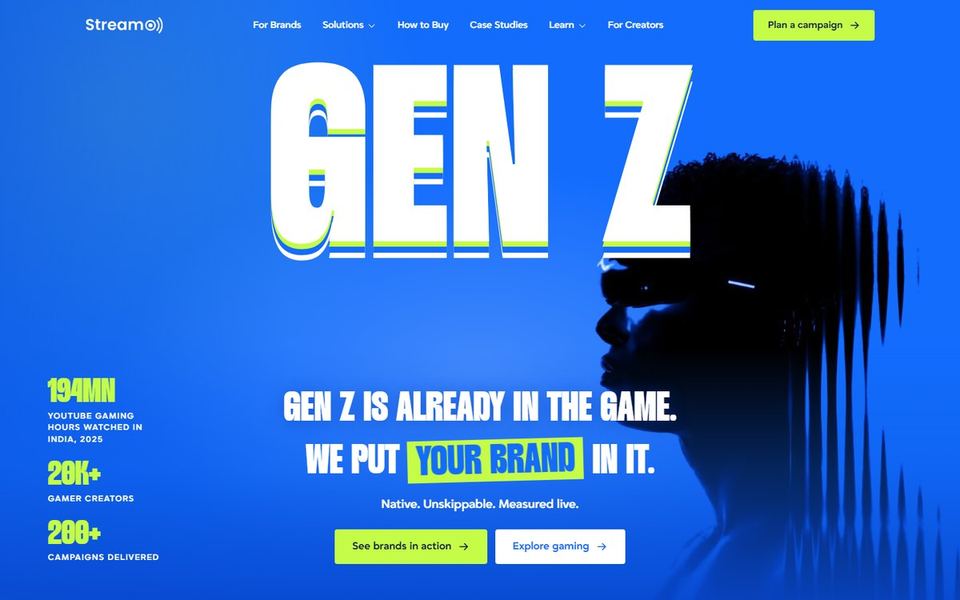 Stream
For Brands
Solutions
How to Buy
Case Studies
Learn
For Creators
Plan a campaign
GEN Z
194MN
YOUTUBE GAMING
HOURS WATCHED IN
INDIA, 2025
20K+
GAMER CREATORS
200+
CAMPAIGNS DELIVERED
GEN Z IS ALREADY IN THE GAME.
WE PUT YOUR BRAND IN IT.
Native. Unskippable. Measured live.
See brands in action
Explore gaming